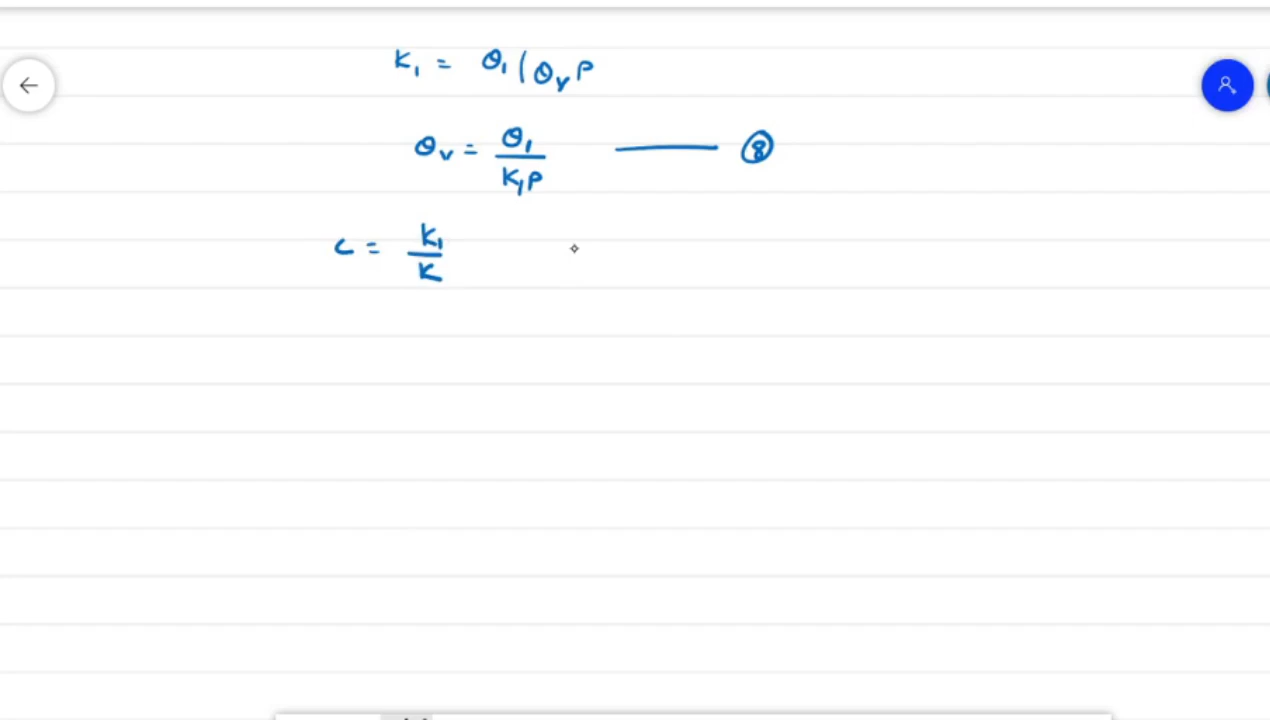 K₁ = θ₁ / θᵥ P
θᵥ = θ₁ / K₁P ——— ⑧
C = K₁ / K